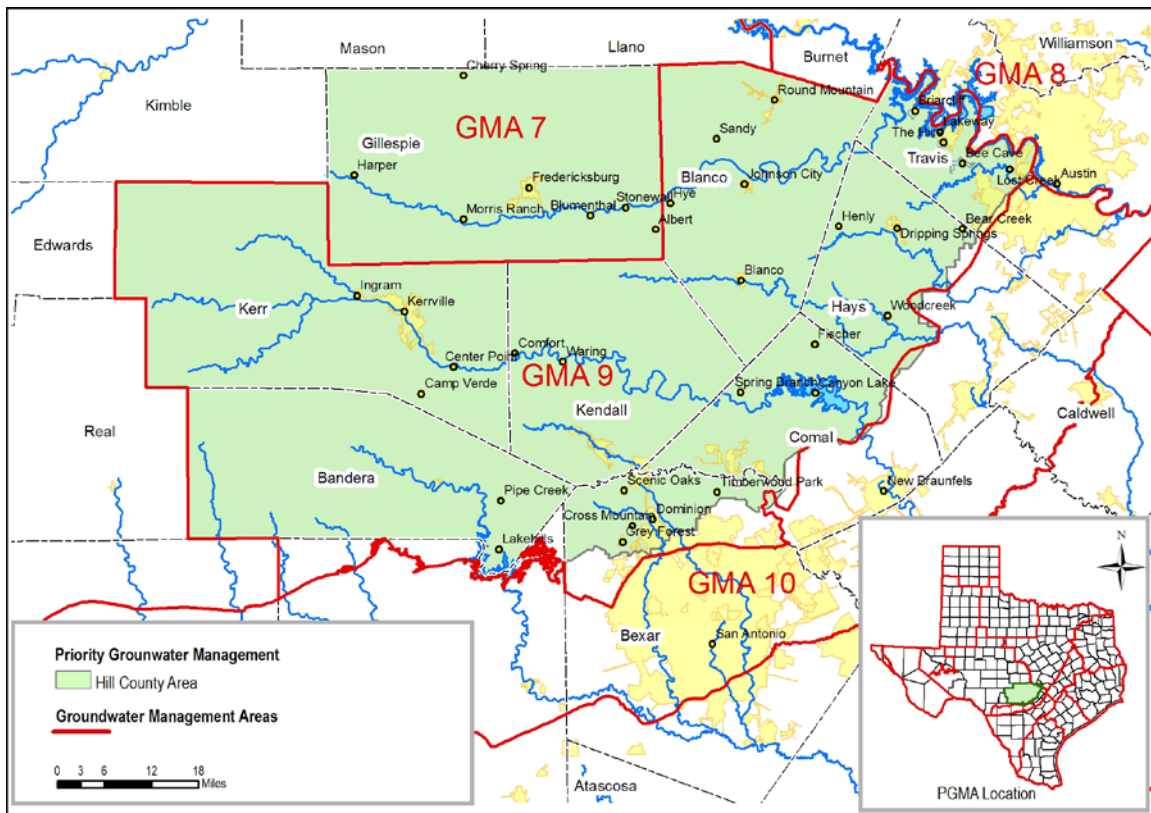 Williamson
Mason
Llano
Burnet
GMA 8
Cherry Spring
Kimble
Round Mountain
Briarcliff
GMA 7
Sandy
The Hills
Lakeway
Gillespie
Travis
Bee Cave
Harper
Blanco
Lost Creek
Austin
Fredericksburg
Johnson City
Stonewall
Hye
Blumenthal
Morris Ranch
Albert
Henly
Bear Creek
Dripping Springs
Edwards
Blanco
Ingram
Kerr
Kerrville
Hays
Woodcreek
Fischer
Comfort
Waring
Center Point
GMA 9
Camp Verde
Spring Branch
Canyon Lake
Kendall
Caldwell
Real
Comal
Bandera
Scenic Oaks
Timberwood Park
New Braunfels
Pipe Creek
Dominion
Cross Mountain
Grey Forest
Lakehills
GMA 10
Bexar
San Antonio
Atascosa
Priority Grounwater Management
Hill County Area
Groundwater Management Areas
0 3 6 12 18
Miles
N
PGMA Location